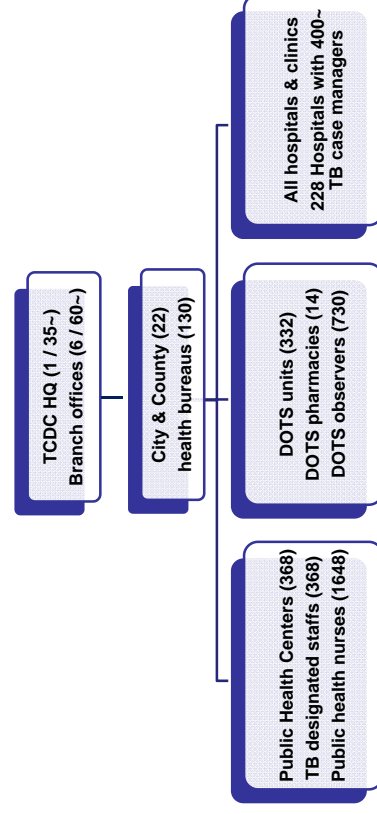 TCDC HQ (1 / 35~)
Branch offices (6 / 60~)
City & County (22)
health bureaus (130)
Public Health Centers (368)
TB designated staffs (368)
Public health nurses (1648)
DOTS units (332)
DOTS pharmacies (14)
DOTS observers (730)
All hospitals & clinics
228 Hospitals with 400~
TB case managers